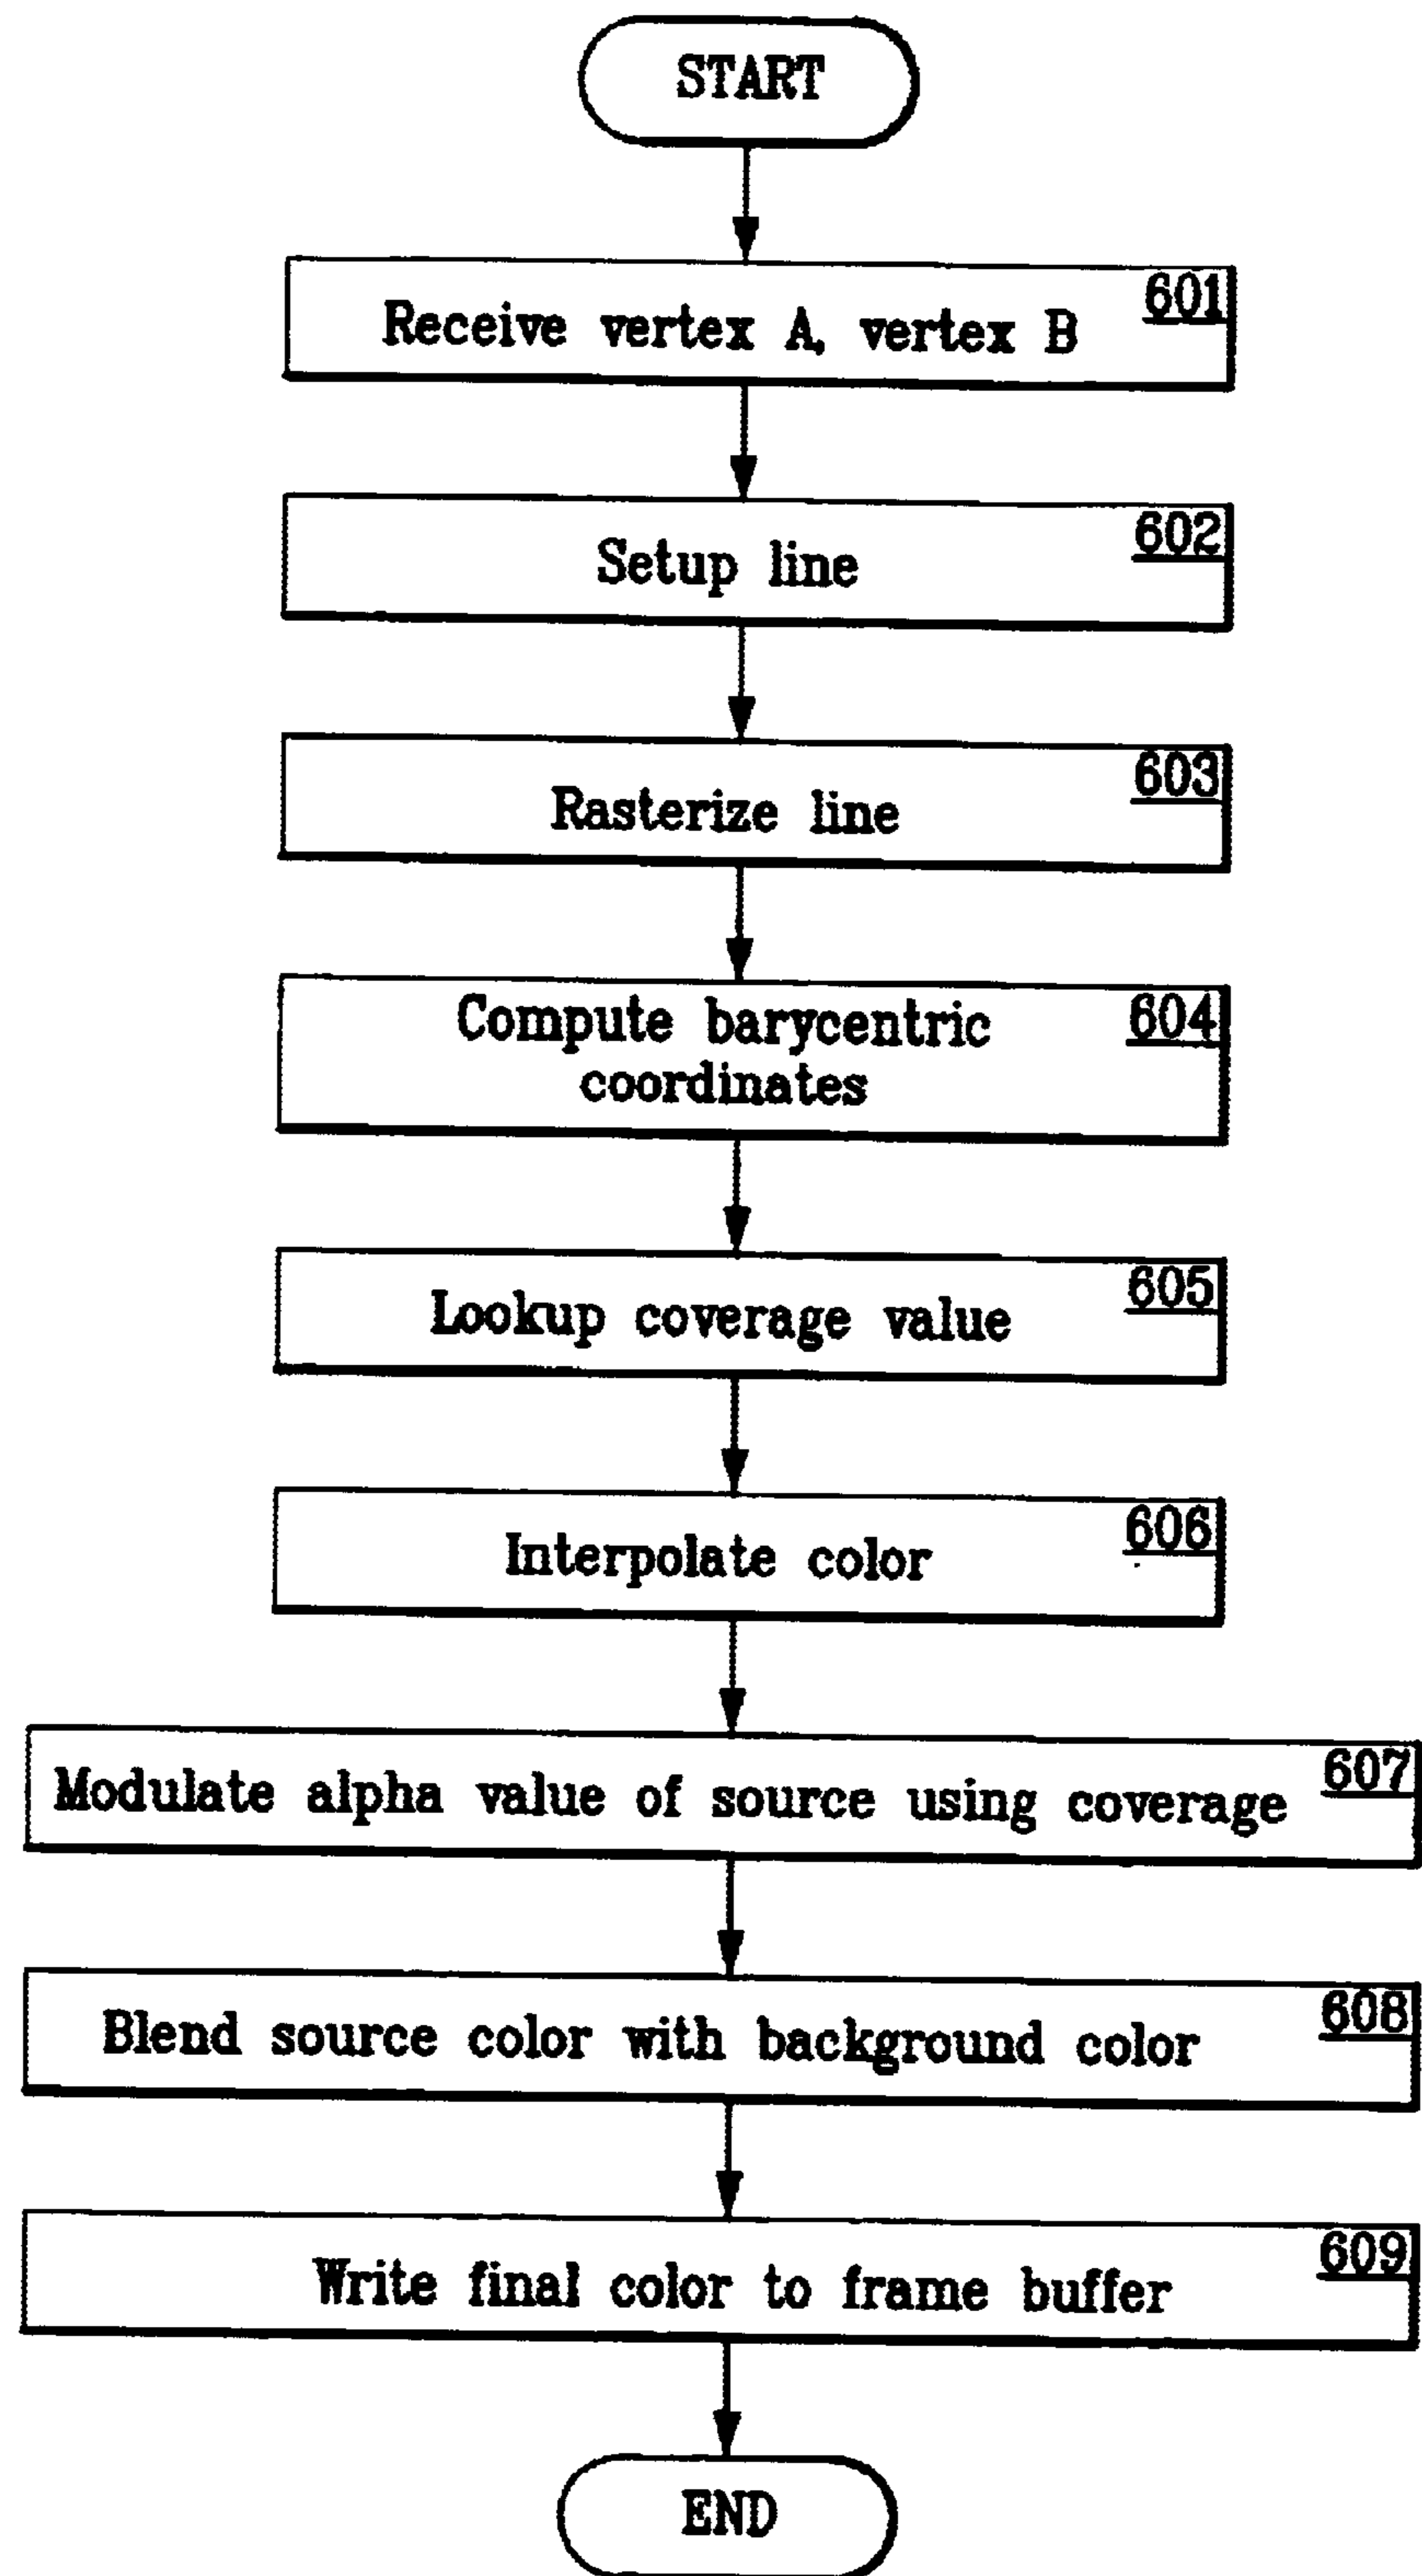 START
601
Receive vertex A, vertex B
602
Setup line
603
Rasterize line
604
Compute barycentric
coordinates
605
Lookup coverage value
606
Interpolate color
607
Modulate alpha value of source using coverage
608
Blend source color with background color
609
Write final color to frame buffer
END